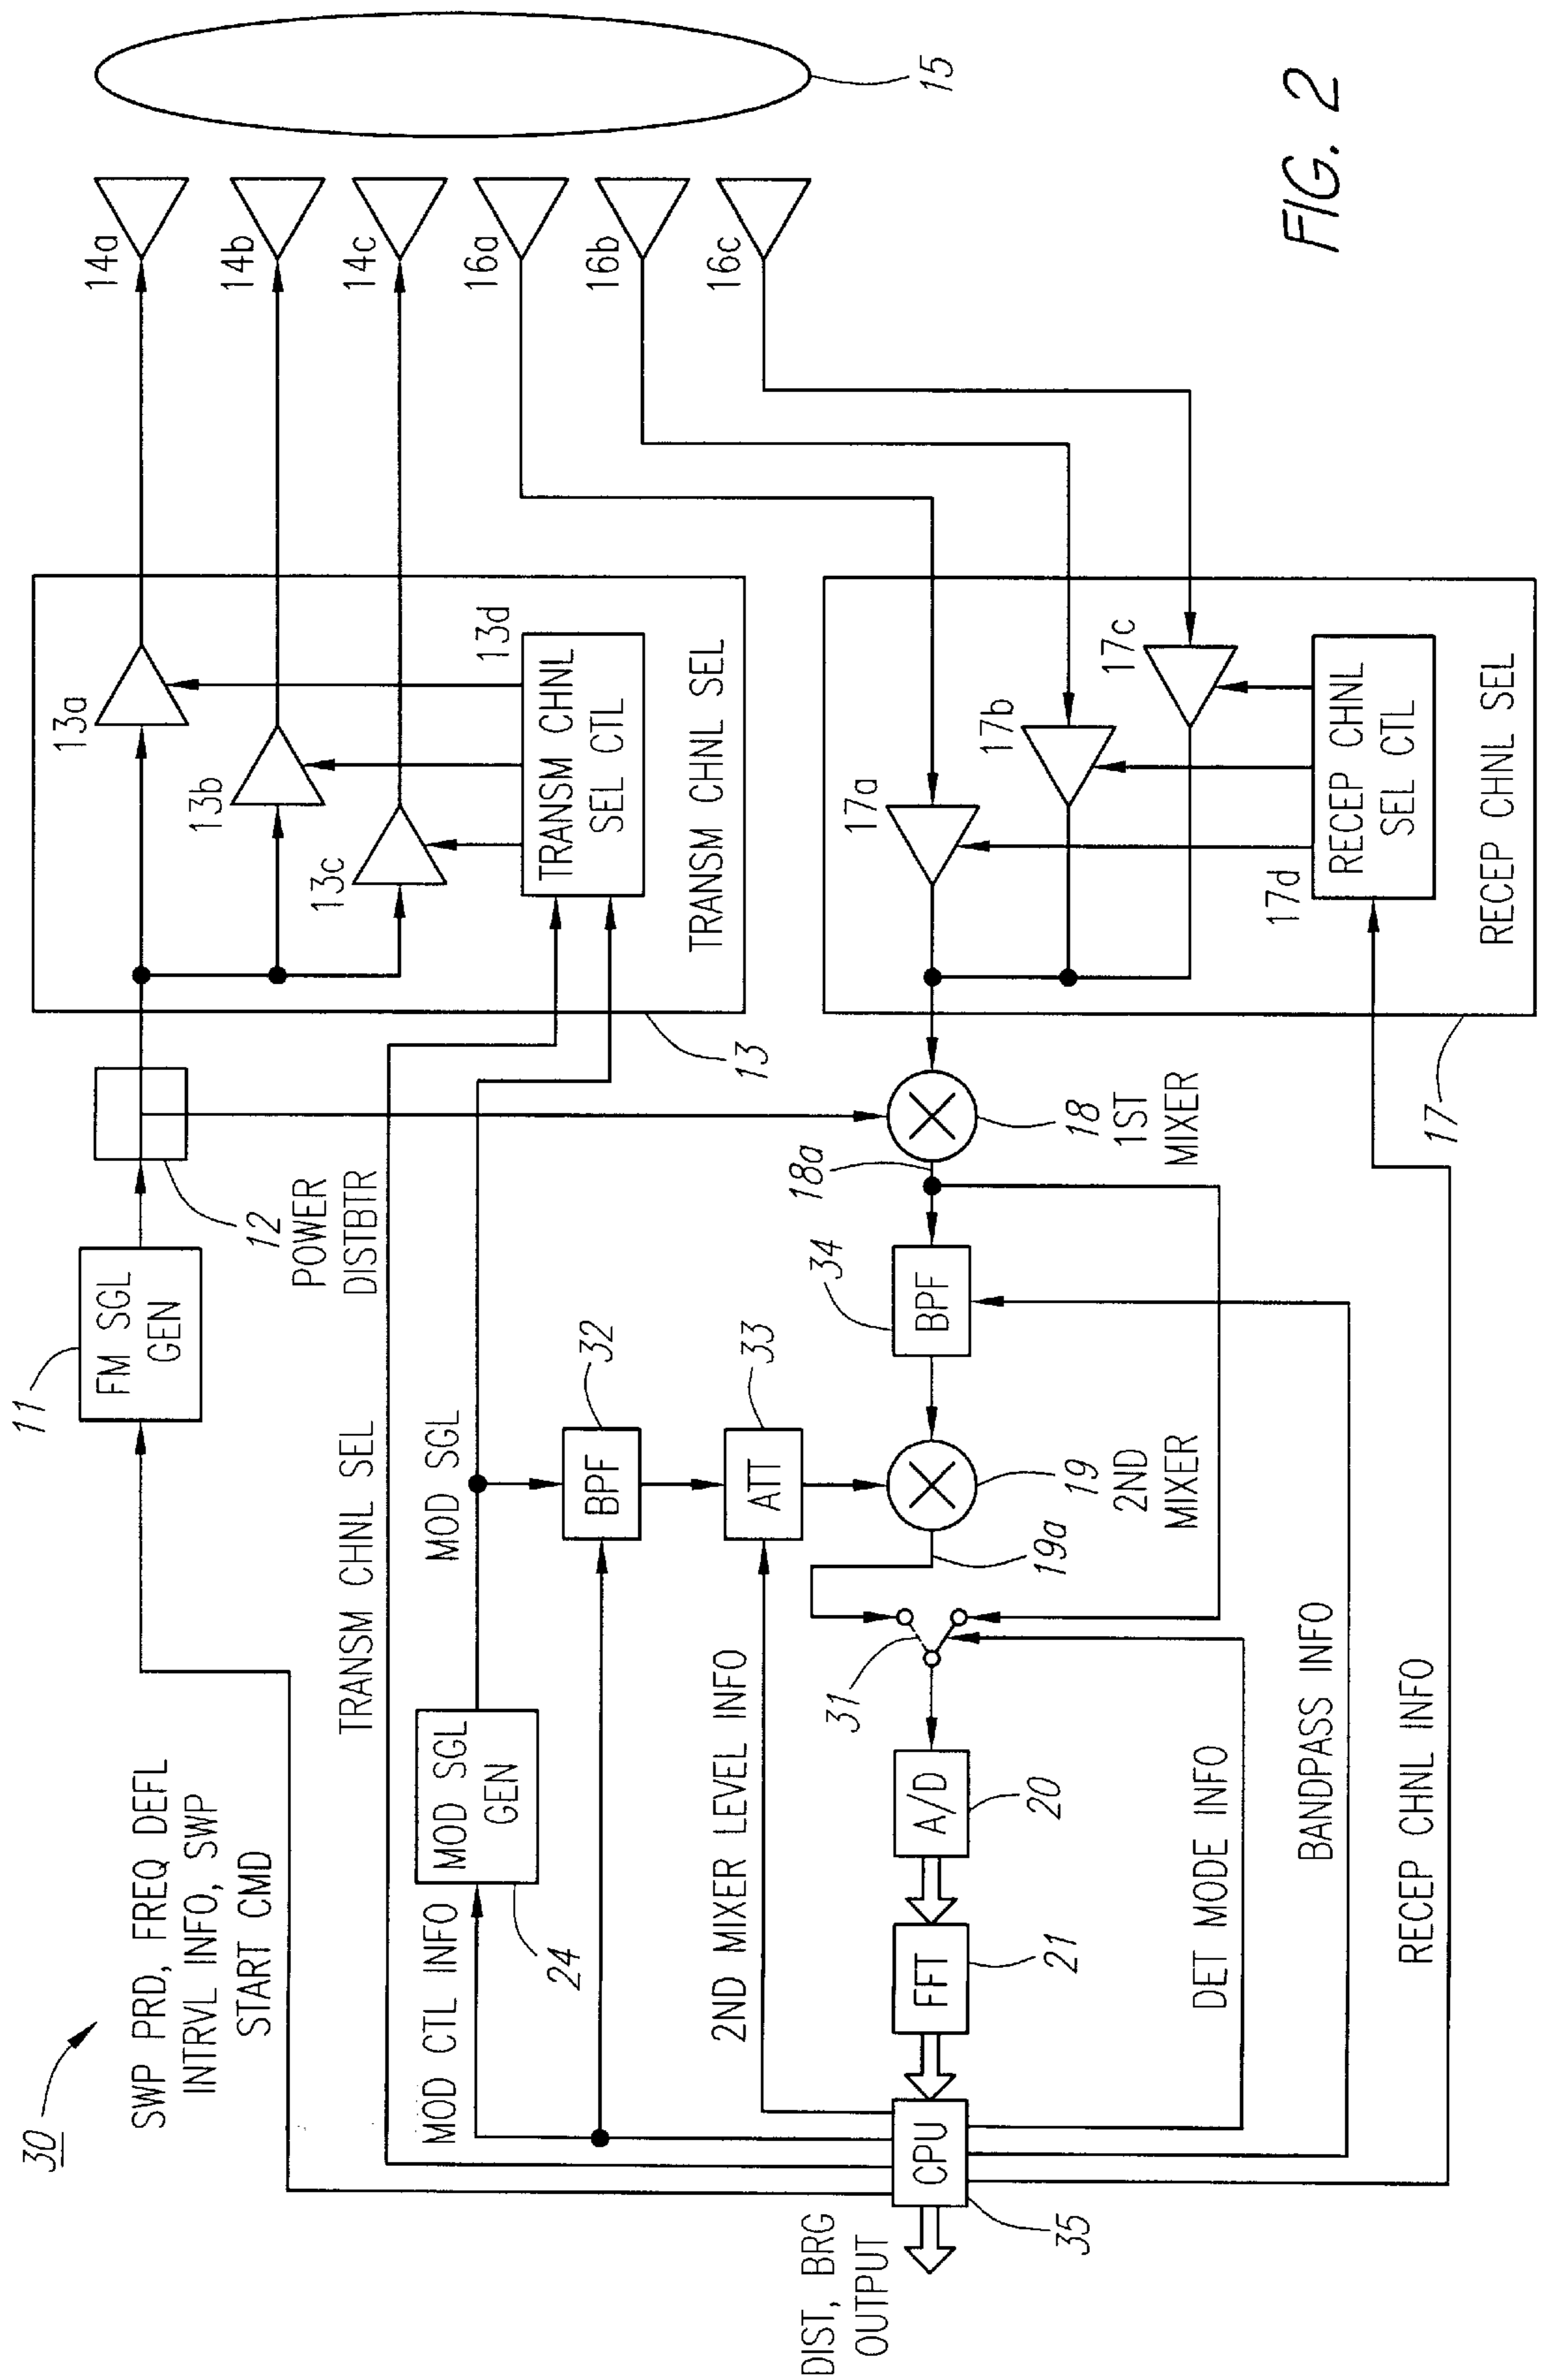 30
SWP PRD, FREQ DEFL
INTRVL INFO, SWP
START CMD
11
FM SGL
GEN
12
POWER
DISTBTR
13a
13b
13c
13d
TRANSM CHNL
SEL CTL
TRANSM CHNL SEL
13
14a
14b
14c
16a
16b
16c
15
TRANSM CHNL SEL
MOD CTL INFO
MOD SGL
GEN
24
MOD SGL
BPF
32
ATT
33
2ND MIXER LEVEL INFO
DIST, BRG
OUTPUT
CPU
35
FFT
21
A/D
20
31
19a
19
2ND
MIXER
BPF
34
18a
18
1ST
MIXER
17a
17b
17c
17d
RECEP CHNL
SEL CTL
RECEP CHNL SEL
17
DET MODE INFO
BANDPASS INFO
RECEP CHNL INFO
FIG. 2